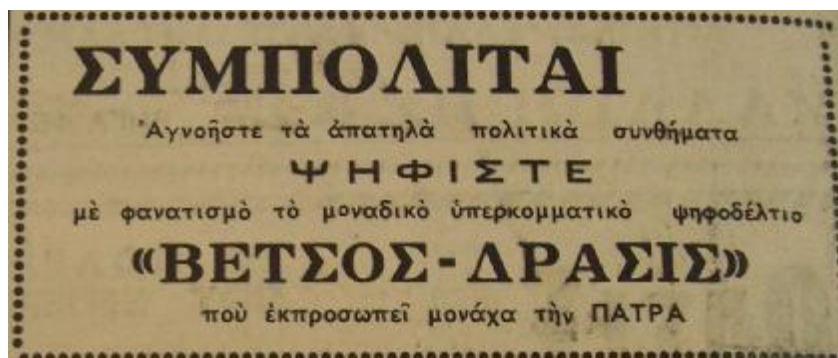 ΣΥΜΠΟΛΙΤΑΙ
Ἀγνοῆστε τὰ ἀπατηλὰ πολιτικὰ συνθήματα
ΨΗΦΙΣΤΕ
μὲ φανατισμὸ τὸ μοναδικὸ ὑπερκομματικὸ ψηφοδέλτιο
«ΒΕΤΣΟΣ-ΔΡΑΣΙΣ»
ποὺ ἐκπροσωπεῖ μονάχα τὴν ΠΑΤΡΑ